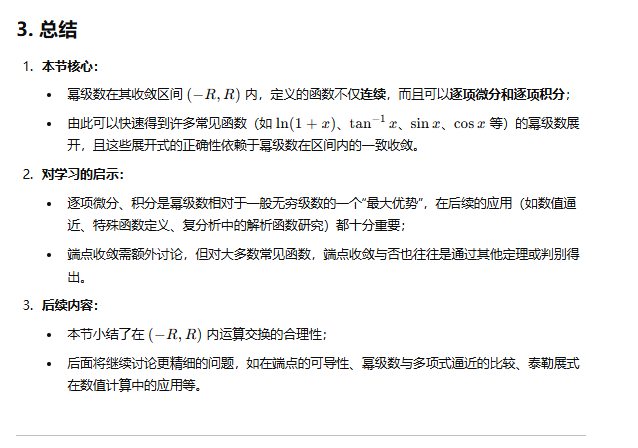 3. 总结
1. 本节核心：
• 幂级数在其收敛区间 (−R, R) 内，定义的函数不仅连续，而且可以逐项微分和逐项积分；
• 由此可以快速得到许多常见函数（如 ln(1 + x)、tan⁻¹ x、sin x、cos x 等）的幂级数展
开，且这些展开式的正确性依赖于幂级数在区间内的一致收敛。
2. 对学习的启示：
• 逐项微分、积分是幂级数相对于一般无穷级数的一个“最大优势”，在后续的应用（如数值逼
近、特殊函数定义、复分析中的解析函数研究）都十分重要；
• 端点收敛需额外讨论，但对大多数常见函数，端点收敛与否也往往是通过其他定理或判别得
出。
3. 后续内容：
• 本节小结了在 (−R, R) 内运算交换的合理性；
• 后面将继续讨论更精细的问题，如在端点的可导性、幂级数与多项式逼近的比较、泰勒展式
在数值计算中的应用等。